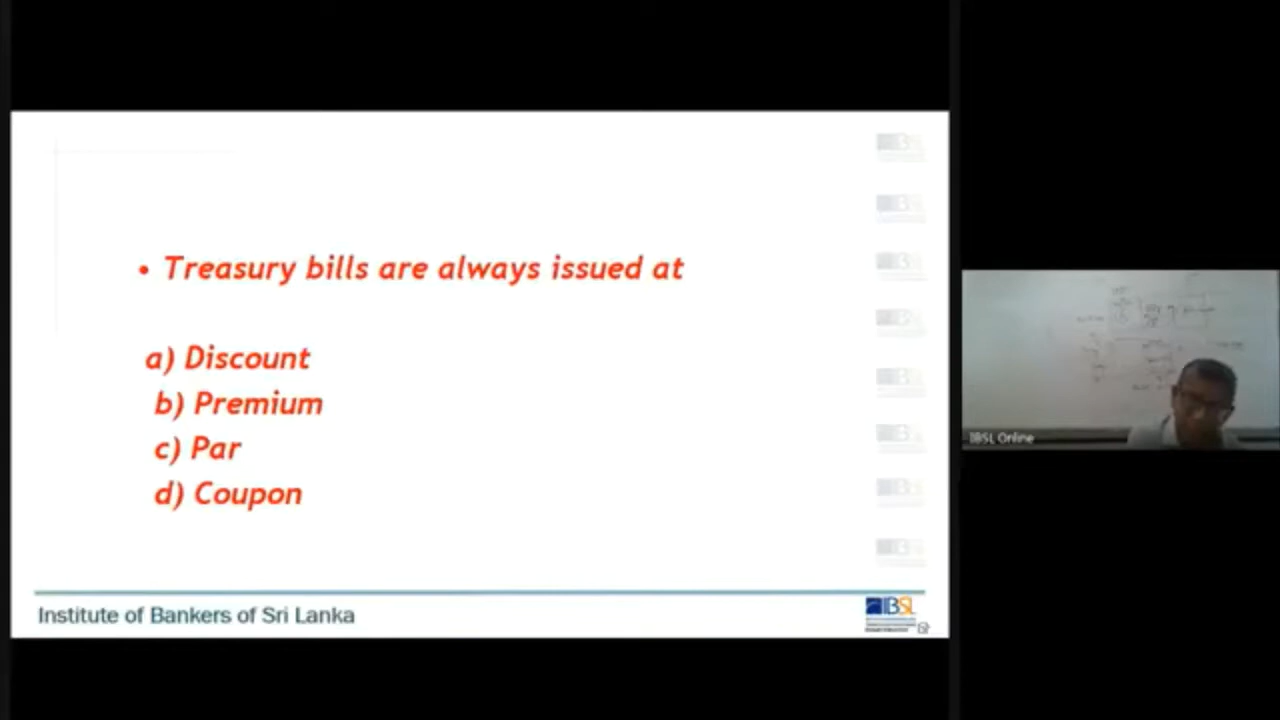 • Treasury bills are always issued at
a) Discount
b) Premium
c) Par
d) Coupon
Institute of Bankers of Sri Lanka
IBSL
IBSL Online